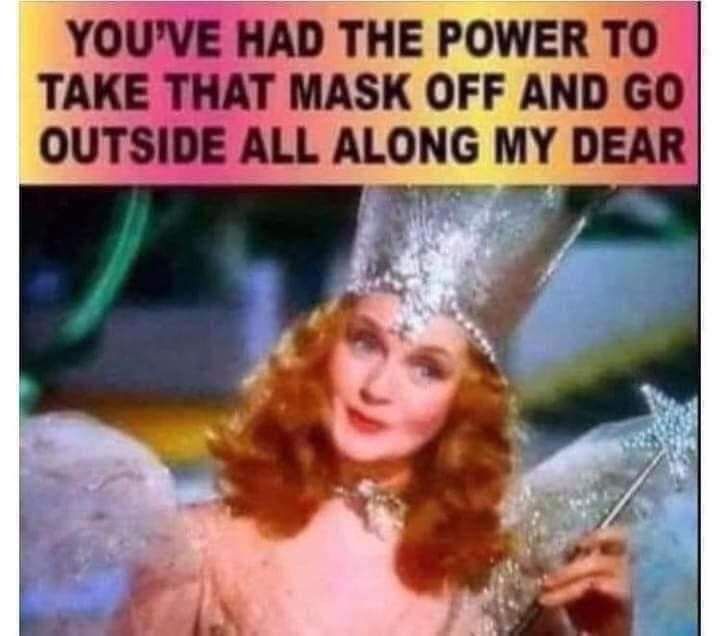 YOU'VE HAD THE POWER TO
TAKE THAT MASK OFF AND GO
OUTSIDE ALL ALONG MY DEAR